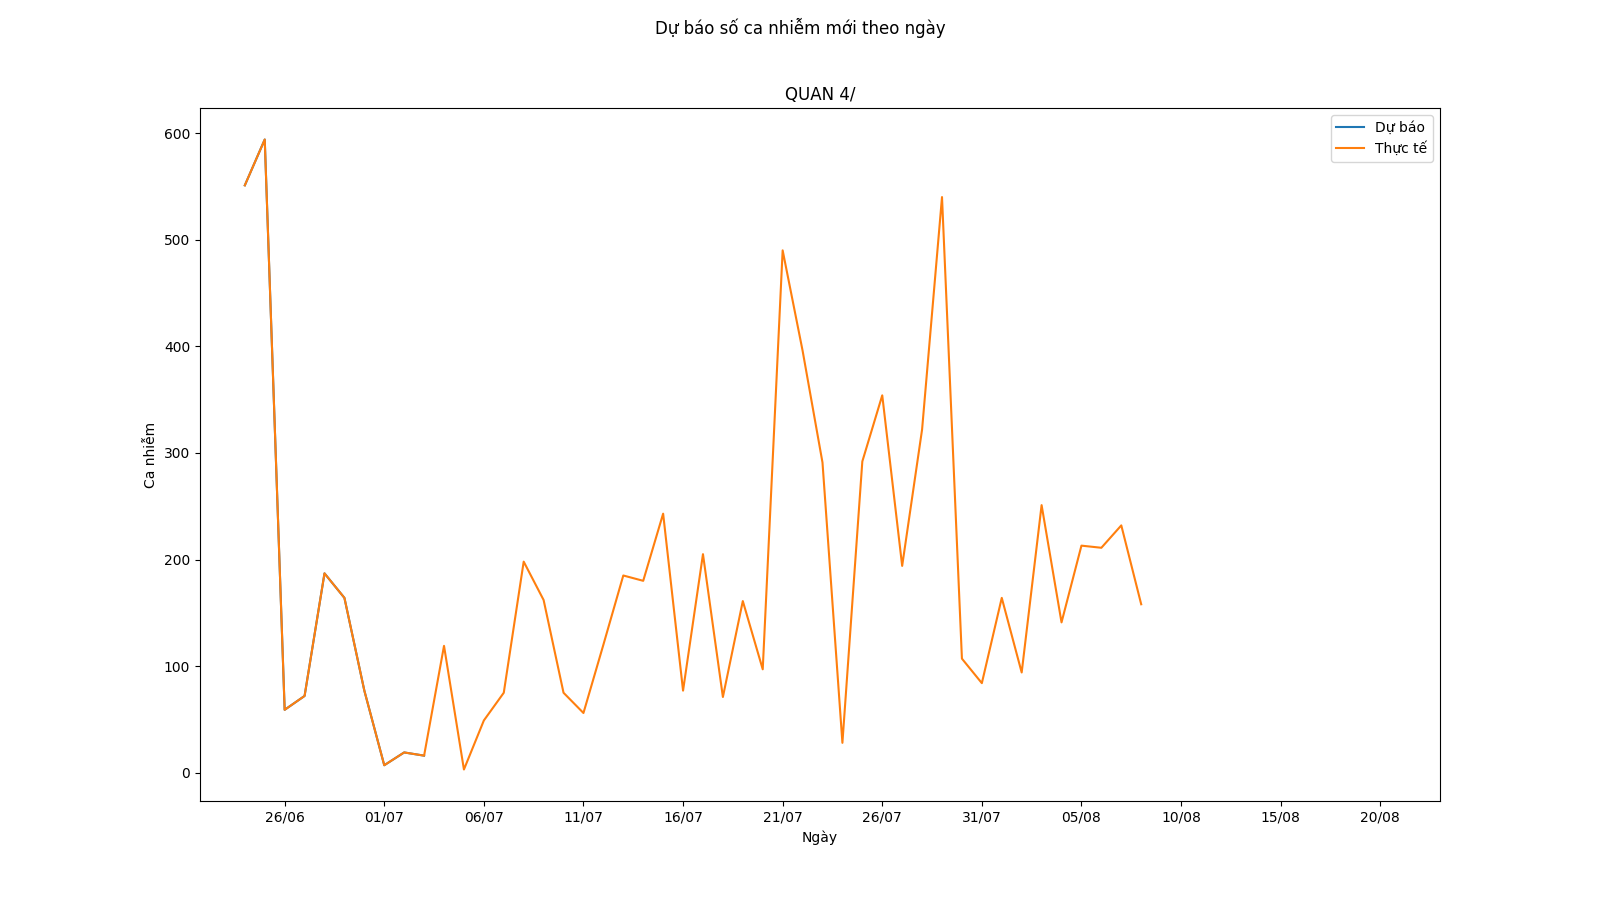 Dự báo số ca nhiễm mới theo ngày
QUAN 4/
Dự báo
Thực tế
600
500
400
300
200
100
0
Ca nhiễm
26/06 01/07 06/07 11/07 16/07 21/07 26/07 31/07 05/08 10/08 15/08 20/08
Ngày